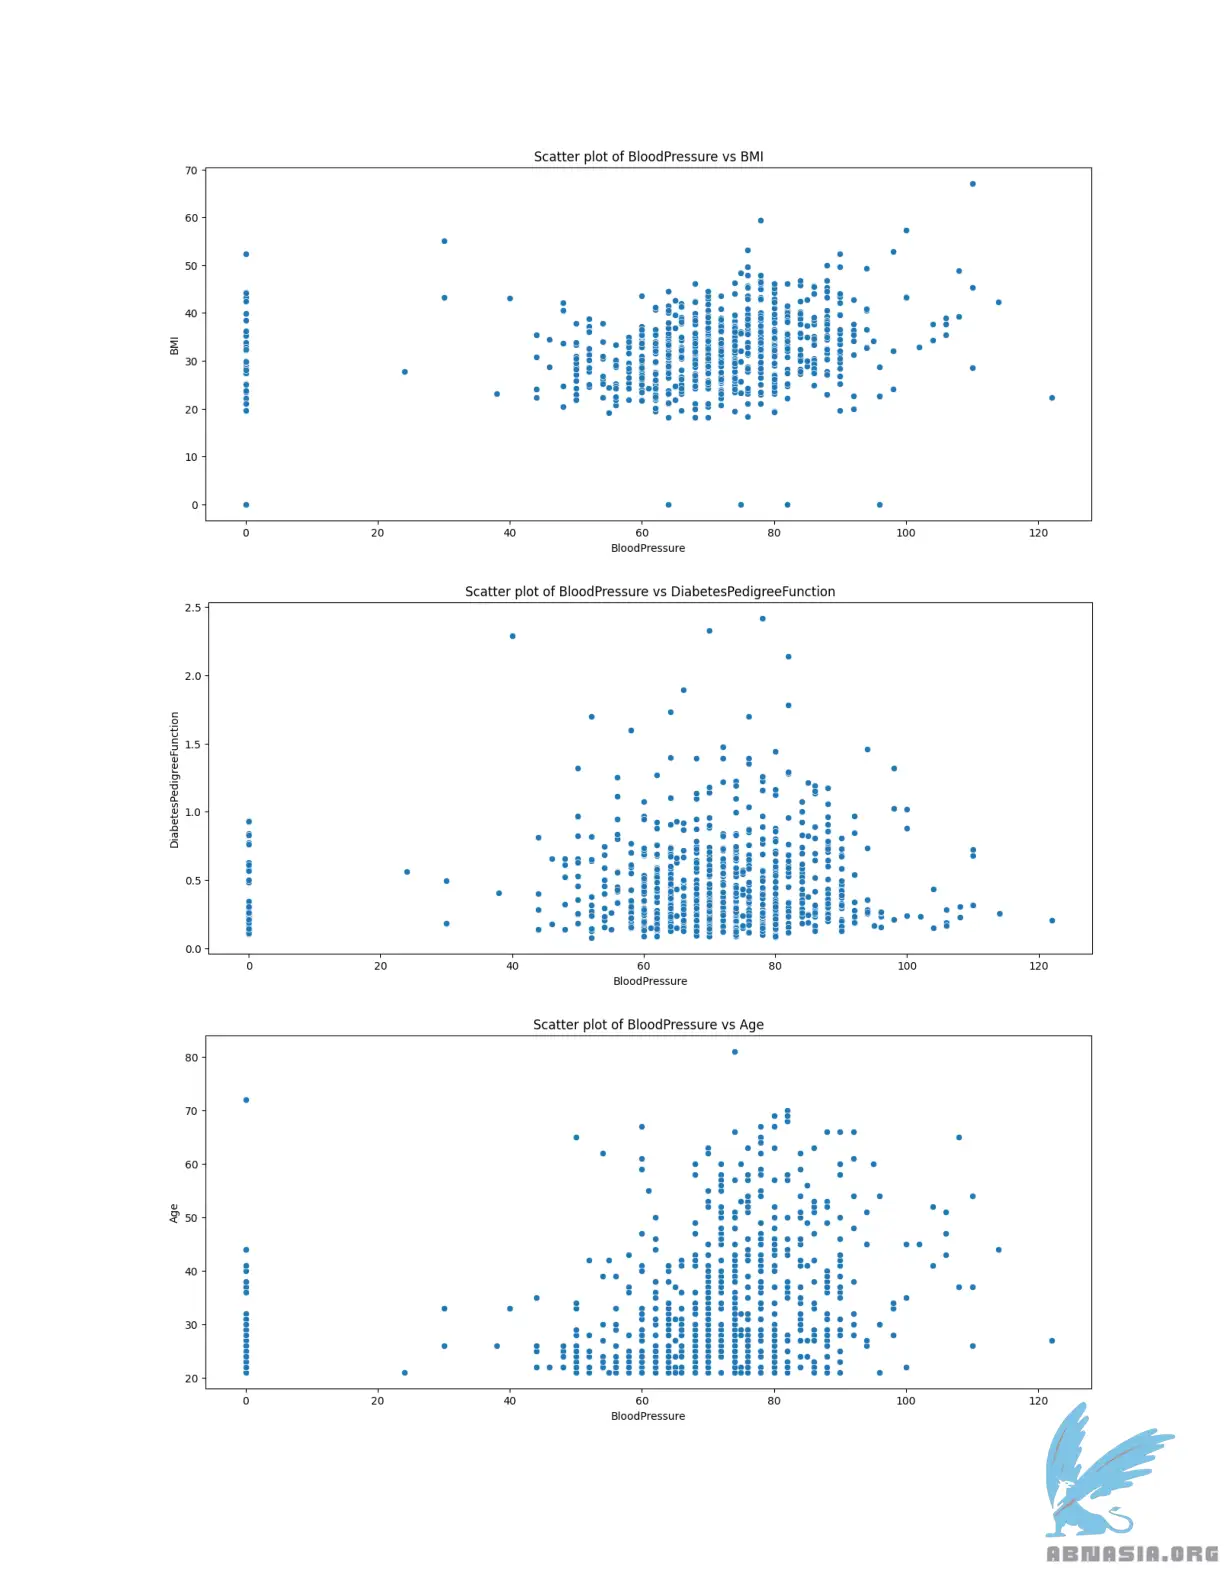 Scatter plot of BloodPressure vs BMI
70
60
50
40
30
20
10
0
BMI
0 20 40 60 80 100 120
BloodPressure
Scatter plot of BloodPressure vs DiabetesPedigreeFunction
2.5
2.0
1.5
1.0
0.5
0.0
DiabetesPedigreeFunction
0 20 40 60 80 100 120
BloodPressure
Scatter plot of BloodPressure vs Age
80
70
60
50
40
30
20
Age
0 20 40 60 80 100 120
BloodPressure
ABNASIA.ORG